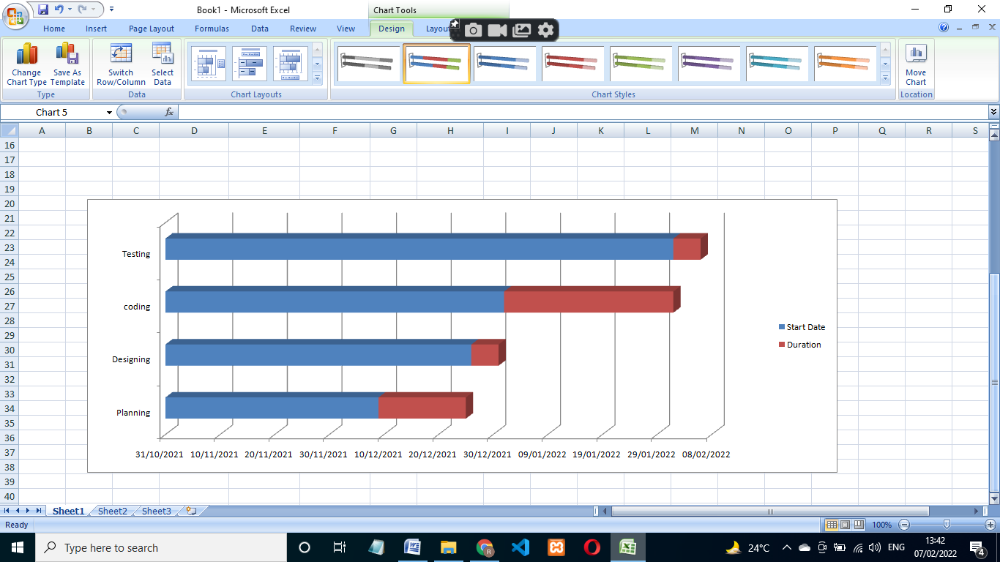 Book1 - Microsoft Excel
Chart Tools
Home Insert Page Layout Formulas Data Review View Design Layout
Change Chart Type
Save As Template
Switch Row/Column
Select Data
Move Chart
Type
Data
Chart Layouts
Chart Styles
Location
Chart 5
fx
A B C D E F G H I J K L M N O P Q R S
16
17
18
19
20
21
22
23
24
25
26
27
28
29
30
31
32
33
34
35
36
37
38
39
40
Testing
coding
Designing
Planning
Start Date
Duration
31/10/2021 10/11/2021 20/11/2021 30/11/2021 10/12/2021 20/12/2021 30/12/2021 09/01/2022 19/01/2022 29/01/2022 08/02/2022
Sheet1 Sheet2 Sheet3
Ready
100%
Type here to search
24°C
ENG
13:42
07/02/2022
4